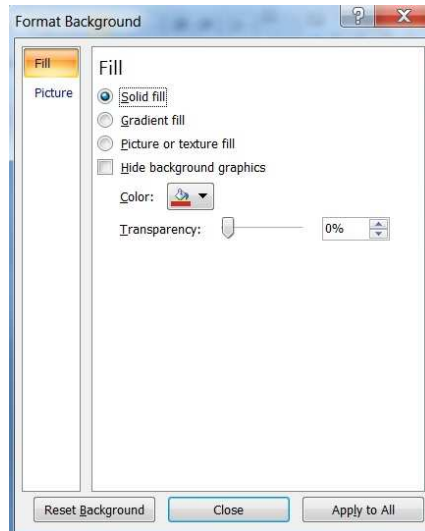 Format Background
Fill
Picture
Fill
Solid fill
Gradient fill
Picture or texture fill
Hide background graphics
Color:
Transparency: 0%
Reset Background Close Apply to All